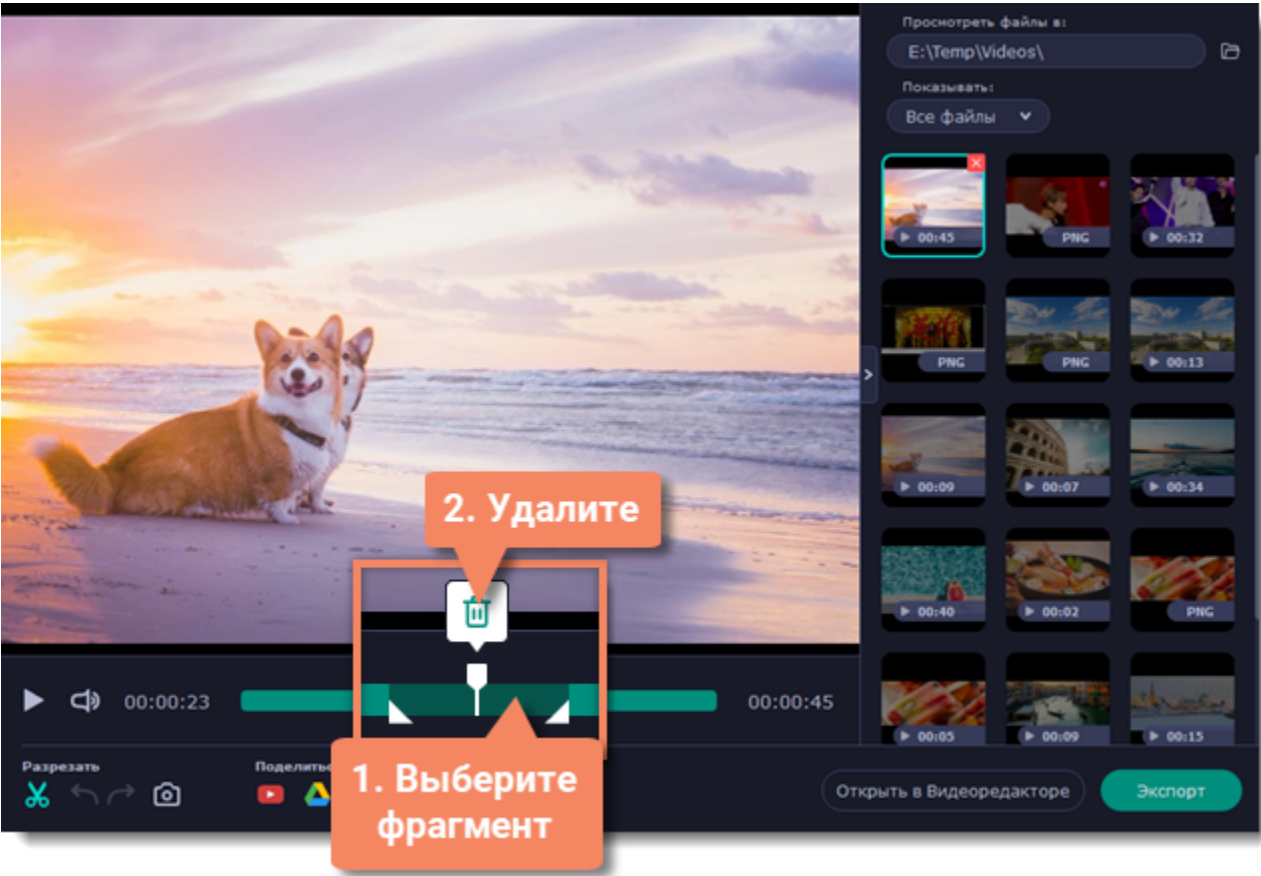 Просмотреть файлы в:
E:\Temp\Videos\
Показывать:
Все файлы
00:45
PNG
00:32
PNG
PNG
00:13
00:09
00:07
00:34
00:40
00:02
PNG
00:05
00:09
00:15
2. Удалите
00:00:23
00:00:45
Разрезать
Поделитьс
1. Выберите
фрагмент
Открыть в Видеоредакторе
Экспорт